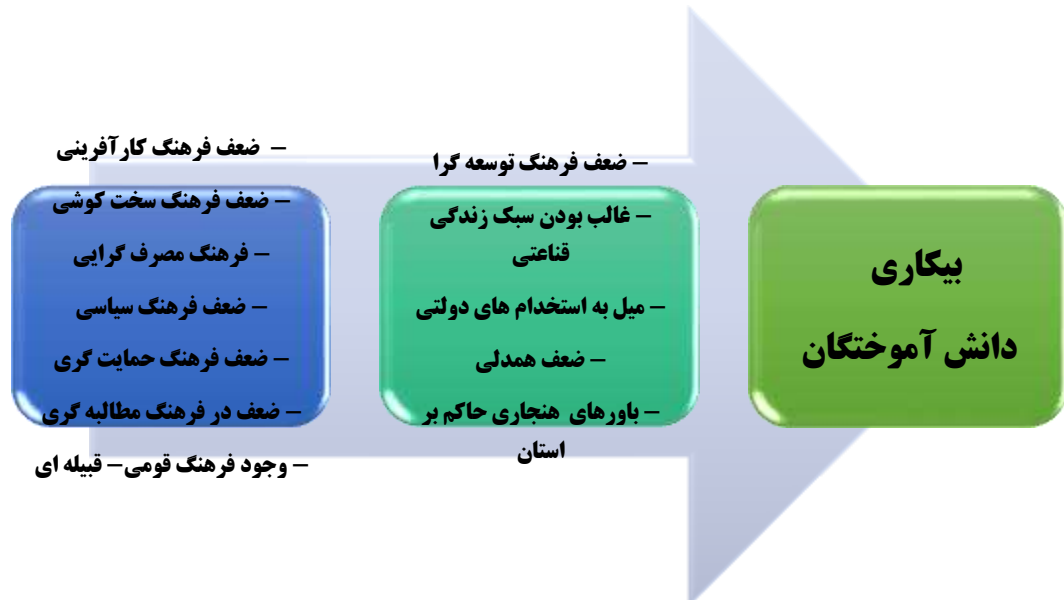 – ضعف فرهنگ کارآفرینی
– ضعف فرهنگ سخت کوشی
– فرهنگ مصرف گرایی
– ضعف فرهنگ سیاسی
– ضعف فرهنگ حمایت گری
– ضعف در فرهنگ مطالبه گری
– وجود فرهنگ قومی– قبیله ای
– ضعف فرهنگ توسعه گرا
– غالب بودن سبک زندگی
قناعتی
– میل به استخدام های دولتی
– ضعف همدلی
– باورهای هنجاری حاکم بر
استان
بیکاری
دانش آموختگان